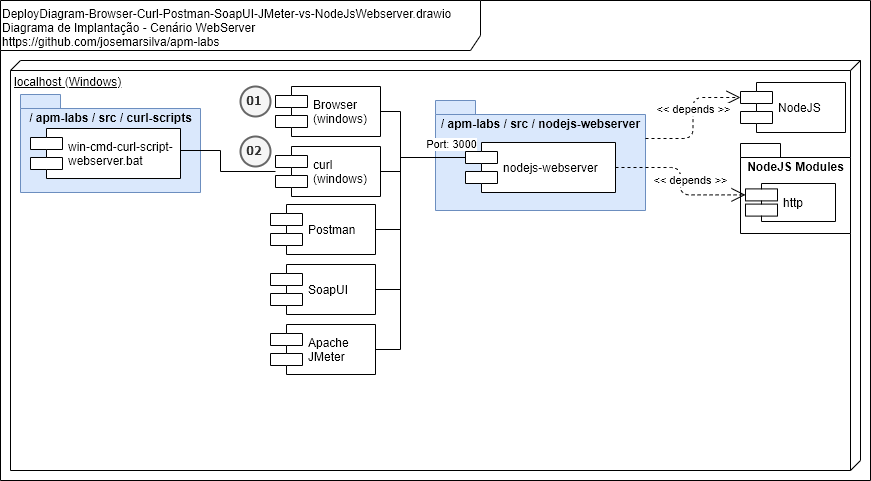 DeployDiagram-Browser-Curl-Postman-SoapUI-JMeter-vs-NodeJsWebserver.drawio
Diagrama de Implantação - Cenário WebServer
https://github.com/josemarsilva/apm-labs
localhost (Windows)
/ apm-labs / src / curl-scripts
win-cmd-curl-script-
webserver.bat
01
Browser
(windows)
02
curl
(windows)
Postman
SoapUI
Apache
JMeter
/ apm-labs / src / nodejs-webserver
Port: 3000
nodejs-webserver
<< depends >>
NodeJS
<< depends >>
NodeJS Modules
http